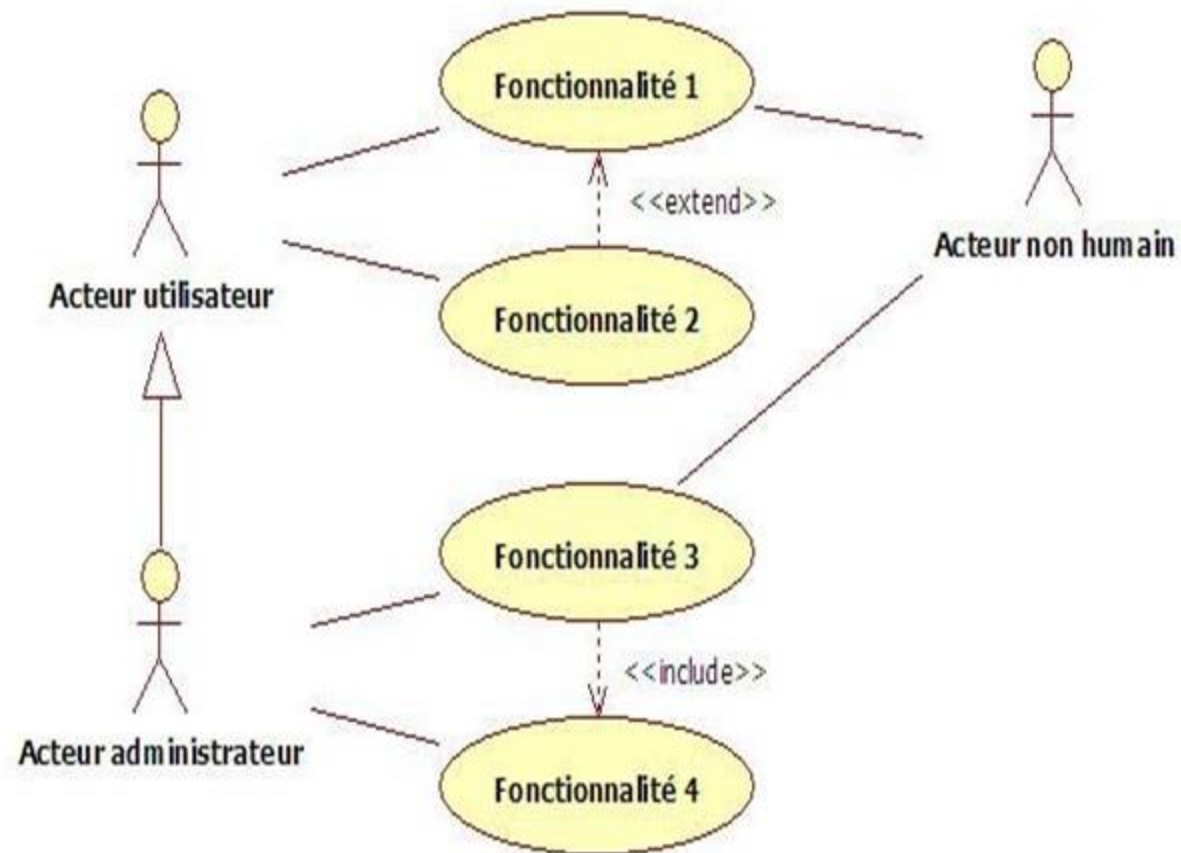 Fonctionnalité 1
<<extend>>
Acteur non humain
Acteur utilisateur
Fonctionnalité 2
Fonctionnalité 3
<<include>>
Acteur administrateur
Fonctionnalité 4